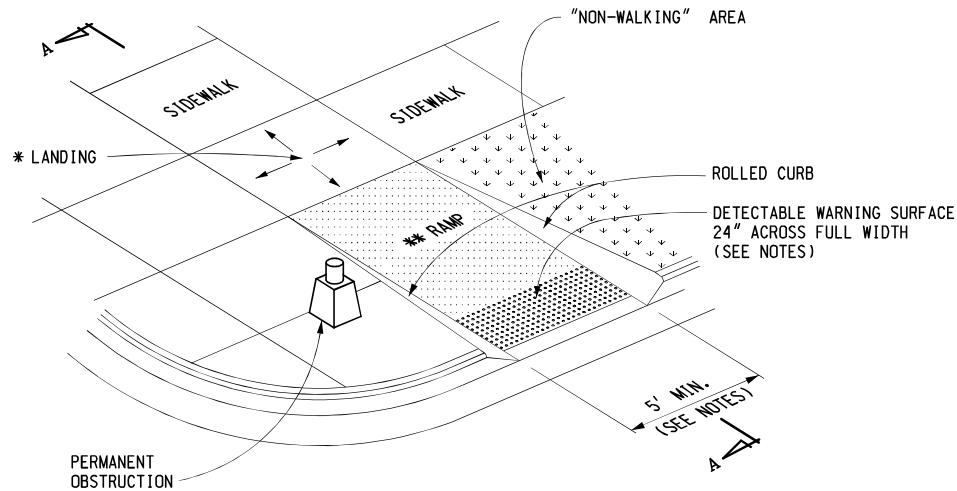 "NON-WALKING" AREA
A
SIDEWALK
SIDEWALK
* LANDING
ROLLED CURB
** RAMP
DETECTABLE WARNING SURFACE
24" ACROSS FULL WIDTH
(SEE NOTES)
5' MIN.
(SEE NOTES)
A
PERMANENT
OBSTRUCTION